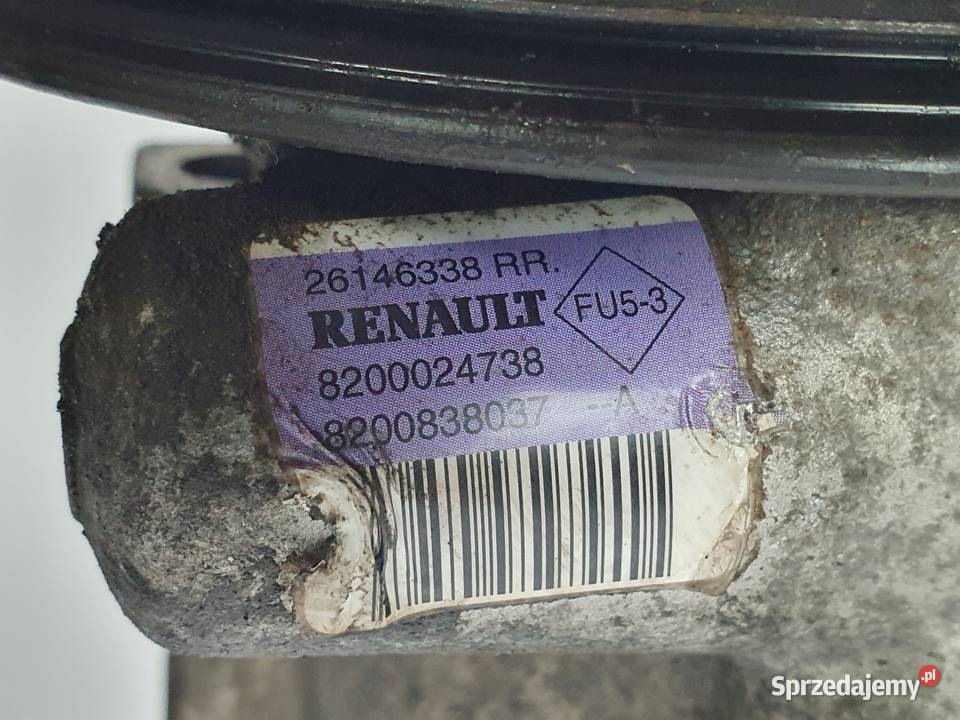 26146338 RR.
RENAULT
FU5-3
8200024738
8200838037 --A
Sprzedajemy.pl